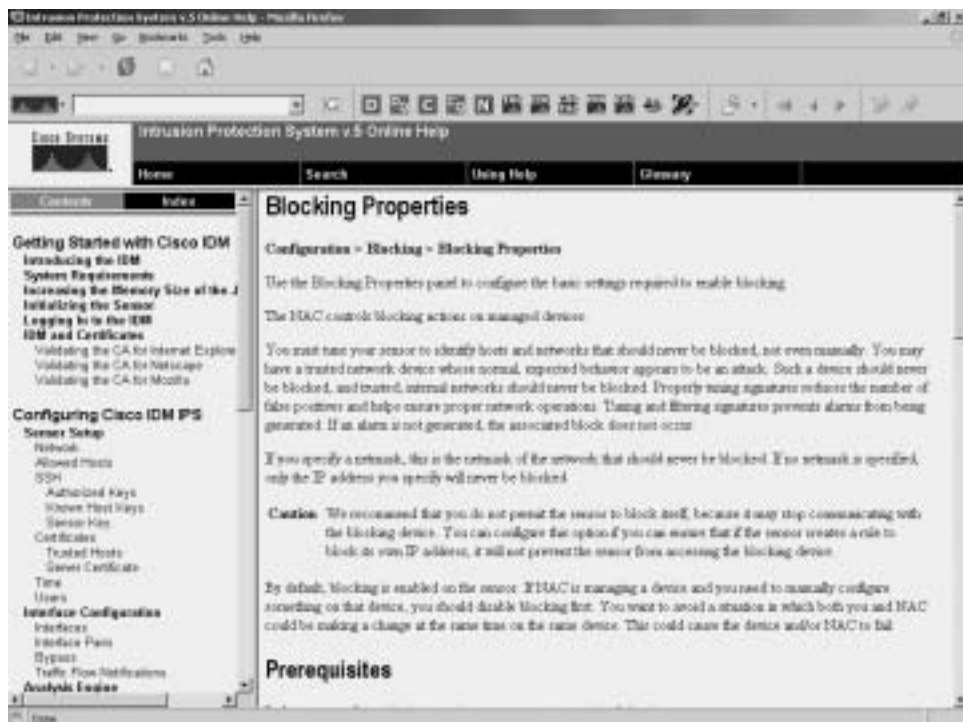 Intrusion Protection System v.5 Online Help - Mozilla Firefox
File Edit View Go Bookmarks Tools Help
Cisco Systems
Intrusion Protection System v.5 Online Help
Home Search Using Help Glossary
Contents Index
Getting Started with Cisco IDM
Introducing the IDM
System Requirements
Increasing the Memory Size of the J
Initializing the Sensor
Logging In to the IDM
IDM and Certificates
Validating the CA for Internet Explore
Validating the CA for Netscape
Validating the CA for Mozilla
Configuring Cisco IDM IPS
Sensor Setup
Network
Allowed Hosts
SSH
Authorized Keys
Known Host Keys
Sensor Key
Certificates
Trusted Hosts
Server Certificate
Time
Users
Interface Configuration
Interfaces
Interface Pairs
Bypass
Traffic Flow Notifications
Analysis Engine
Blocking Properties
Configuration > Blocking > Blocking Properties
Use the Blocking Properties panel to configure the basic settings required to enable blocking.
The NAC controls blocking actions on managed devices.
You must tune your sensor to identify hosts and networks that should never be blocked, not even manually. You may
have a trusted network device whose normal, expected behavior appears to be an attack. Such a device should never
be blocked, and trusted, internal networks should never be blocked. Properly tuning signatures reduces the number of
false positives and helps ensure proper network operations. Tuning and filtering signatures prevents alarms from being
generated. If an alarm is not generated, the associated block does not occur.
If you specify a netmask, this is the netmask of the network that should never be blocked. If no netmask is specified,
only the IP address you specify will never be blocked.
Caution We recommend that you do not permit the sensor to block itself, because it may stop communicating with
the blocking device. You can configure this option if you can ensure that if the sensor creates a rule to
block its own IP address, it will not prevent the sensor from accessing the blocking device.
By default, blocking is enabled on the sensor. If NAC is managing a device and you need to manually configure
something on that device, you should disable blocking first. You want to avoid a situation in which both you and NAC
could be making a change at the same time on the same device. This could cause the device and/or NAC to fail.
Prerequisites
Done